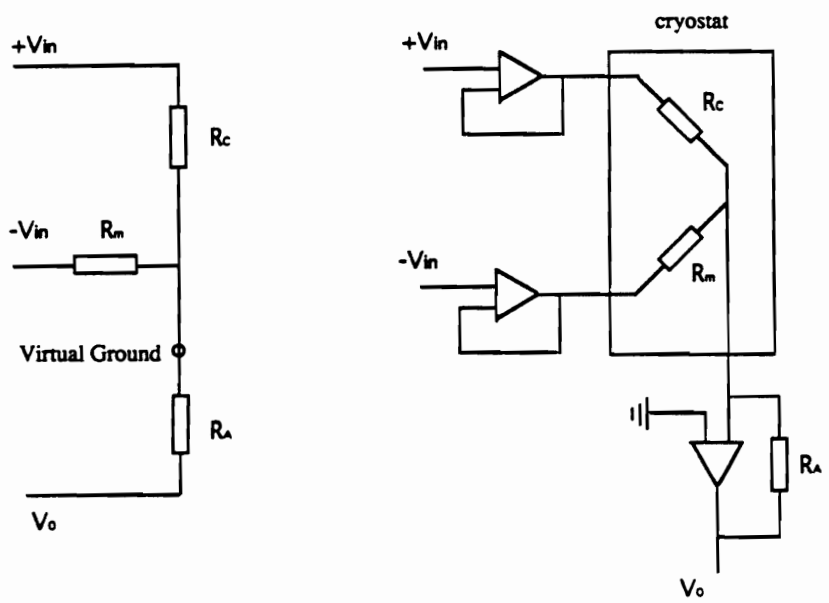 +Vin
Rc
-Vin
Rm
Virtual Ground
RA
Vo
cryostat
+Vin
Rc
-Vin
Rm
RA
Vo